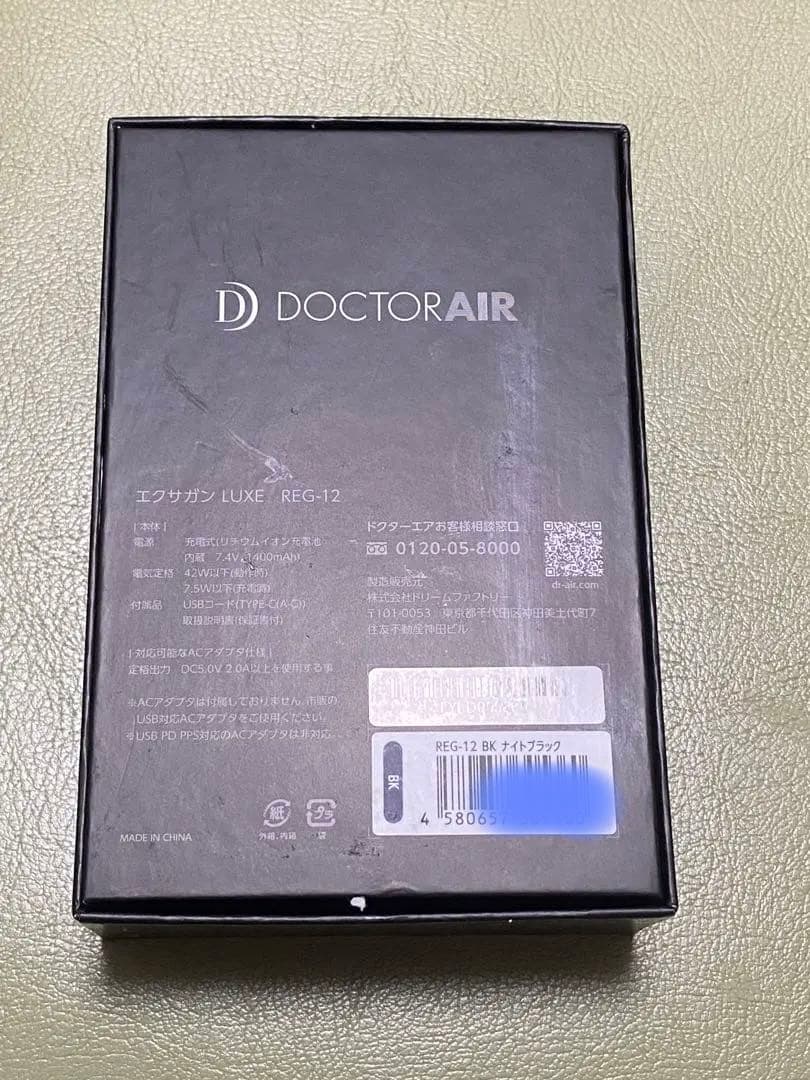 DOCTORAIR
エクサガン LUXE REG-12
[本体]
電源 充電式(リチウムイオン充電池
内蔵 7.4V、1400mAh)
電気定格 42W以下(動作時)
7.5W以下(充電時)
付属品 USBコード(TYPE-C(A-C))
取扱説明書(保証書付)
[対応可能なACアダプタ仕様]
定格出力 DC5.0V 2.0A以上を使用する事
※ACアダプタは付属しておりません。市販の
USB対応ACアダプタをご使用ください。
※USB PD PPS対応のACアダプタは非対応
ドクターエアお客様相談窓口
0120-05-8000
dr-air.com
製造販売元
株式会社ドリームファクトリー
〒101-0053 東京都千代田区神田美土代町7
住友不動産神田ビル
REG-12 BK ナイトブラック
BK
4 58065
紙
外箱、内箱
プラ
袋
MADE IN CHINA